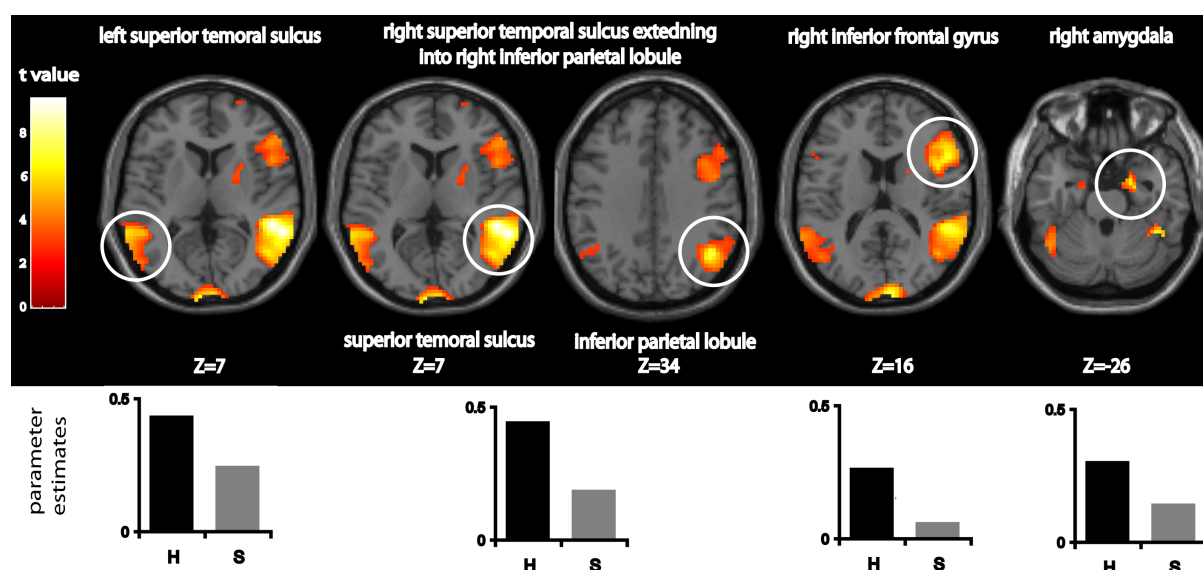 left superior temoral sulcus
right superior temporal sulcus extedning
into right inferior parietal lobule
right inferior frontal gyrus
right amygdala
t value
8
6
4
2
0
superior temoral sulcus
inferior parietal lobule
Z=7
Z=7
Z=34
Z=16
Z=-26
parameter
estimates
0.5
0
H
S
0.5
0
H
S
0.5
0
H
S
0.5
0
H
S